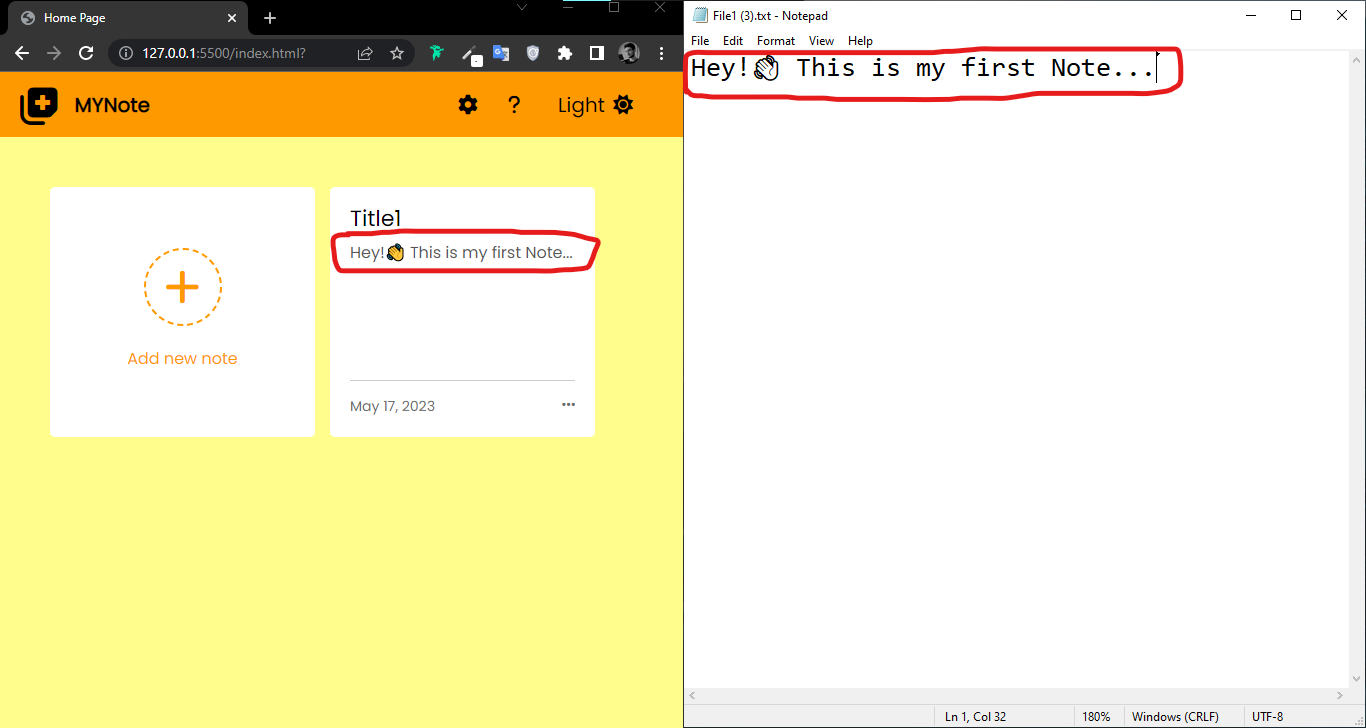 Home Page
127.0.0.1:5500/index.html?
MYNote
?
Light
Add new note
Title1
Hey!👏 This is my first Note...
May 17, 2023
File1 (3).txt - Notepad
File Edit Format View Help
Hey!👏 This is my first Note...
Ln 1, Col 32
180%
Windows (CRLF)
UTF-8